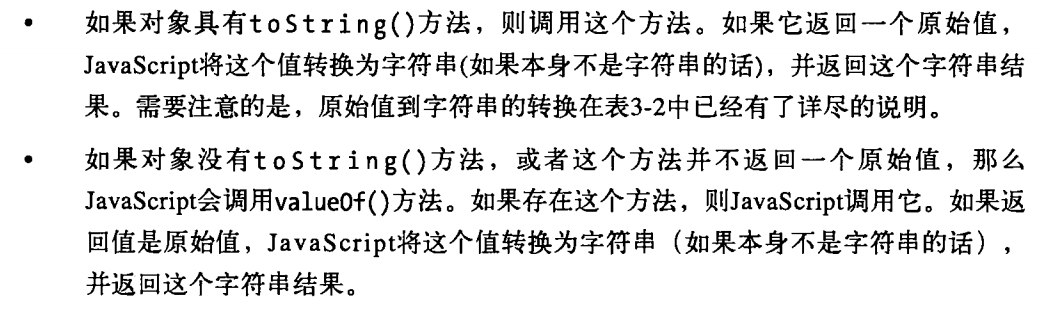 • 如果对象具有toString()方法，则调用这个方法。如果它返回一个原始值，
JavaScript将这个值转换为字符串(如果本身不是字符串的话)，并返回这个字符串结
果。需要注意的是，原始值到字符串的转换在表3-2中已经有了详尽的说明。
• 如果对象没有toString()方法，或者这个方法并不返回一个原始值，那么
JavaScript会调用valueOf()方法。如果存在这个方法，则JavaScript调用它。如果返
回值是原始值，JavaScript将这个值转换为字符串（如果本身不是字符串的话），
并返回这个字符串结果。